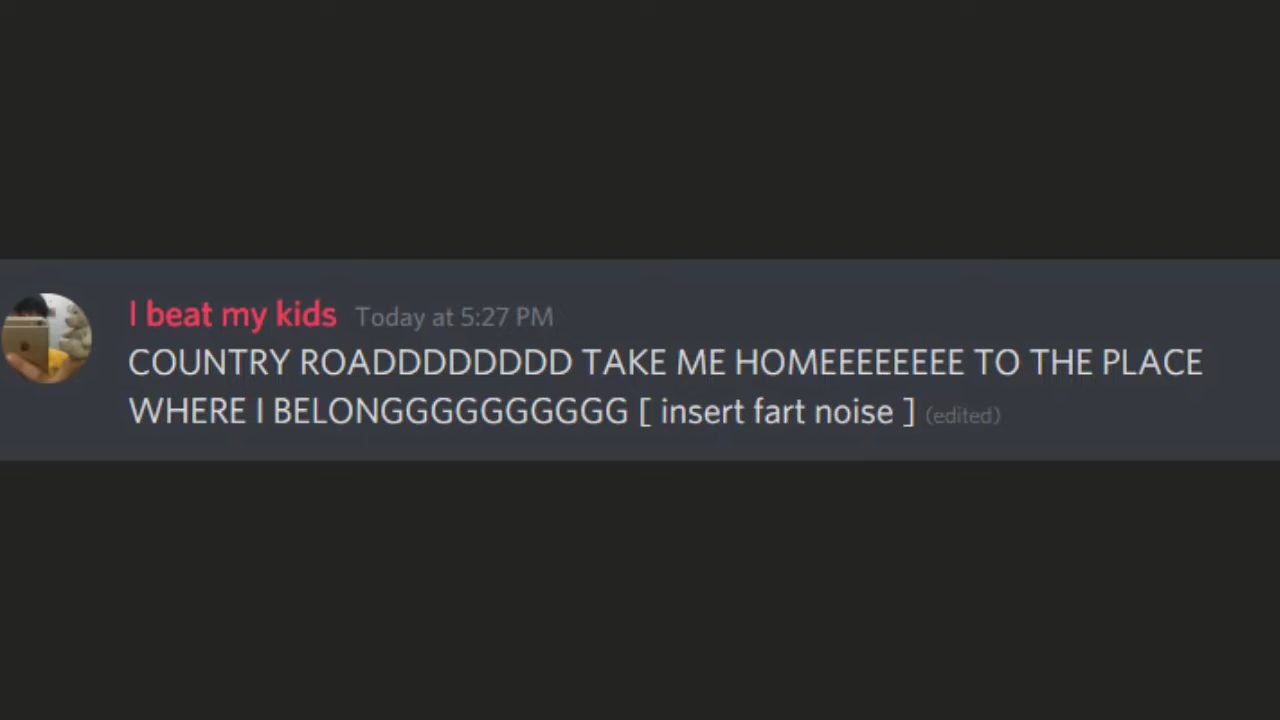 I beat my kids Today at 5:27 PM
COUNTRY ROADDDDDDDD TAKE ME HOMEEEEEEEE TO THE PLACE
WHERE I BELONGGGGGGGGGG [ insert fart noise ] (edited)